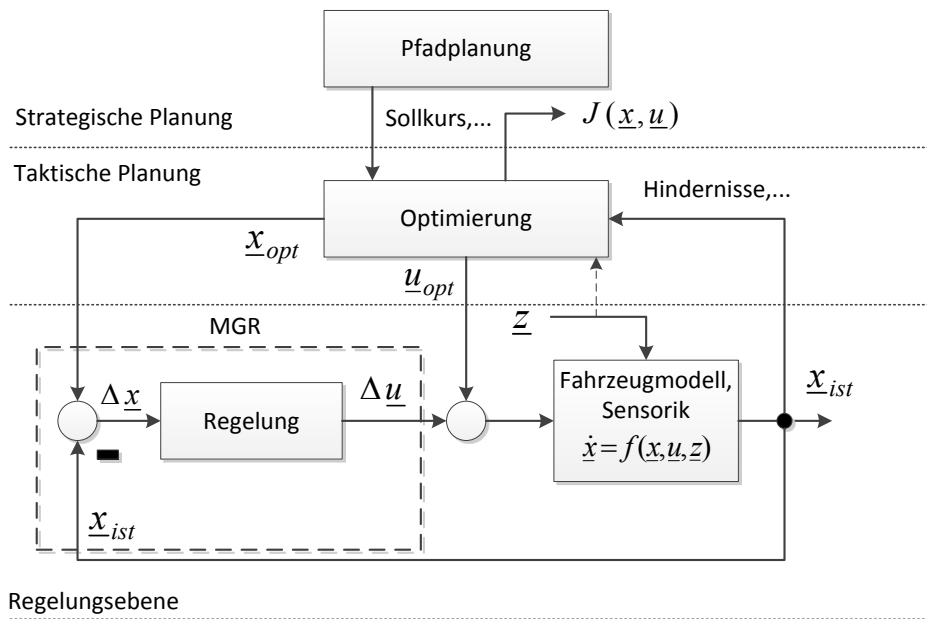 Pfadplanung
Strategische Planung
Sollkurs,...
J(x,u)
Taktische Planung
Hindernisse,...
Optimierung
x_opt
u_opt
z
MGR
Δx
Regelung
Δu
Fahrzeugmodell,
Sensorik
ẋ=f(x,u,z)
x_ist
x_ist
Regelungsebene